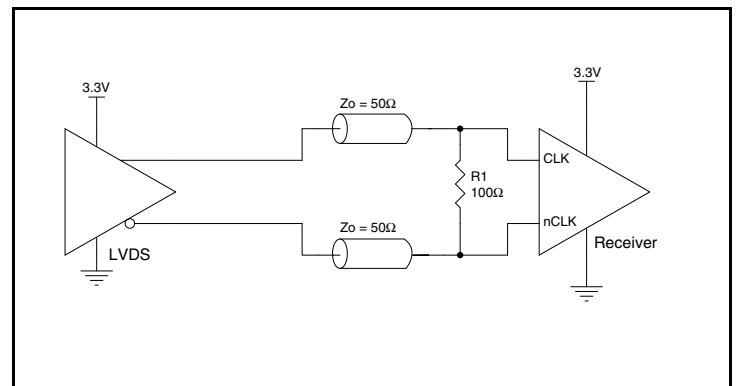 3.3V
3.3V
Zo = 50Ω
CLK
R1
100Ω
Zo = 50Ω
nCLK
Receiver
LVDS